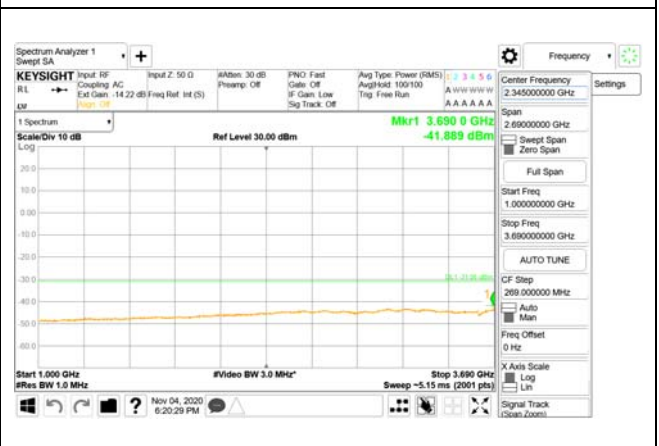 Spectrum Analyzer 1
Swept SA
+
Frequency
KEYSIGHT
Input: RF
Input Z: 50 Ω
#Atten: 30 dB
PNO: Fast
Avg Type: Power (RMS)
1 2 3 4 5 6
RL
Coupling: AC
Preamp: Off
Gate: Off
Avg|Hold: 100/100
A W W W W W
Ext Gain: -14.22 dB
Freq Ref: Int (S)
IF Gain: Low
Trig: Free Run
A A A A A A
Align: Off
Sig Track: Off
1 Spectrum
Mkr1 3.690 0 GHz
Scale/Div 10 dB
Ref Level 30.00 dBm
-41.889 dBm
Log
20.0
10.0
0.00
-10.0
-20.0
-30.0
-40.0
-50.0
-60.0
1
Start 1.000 GHz
#Video BW 3.0 MHz*
Stop 3.690 GHz
#Res BW 1.0 MHz
Sweep ~5.15 ms (2001 pts)
Nov 04, 2020
6:20:29 PM
Center Frequency
2.345000000 GHz
Settings
Span
2.69000000 GHz
Swept Span
Zero Span
Full Span
Start Freq
1.000000000 GHz
Stop Freq
3.690000000 GHz
AUTO TUNE
CF Step
269.000000 MHz
Auto
Man
Freq Offset
0 Hz
X Axis Scale
Log
Lin
Signal Track
(Span Zoom)